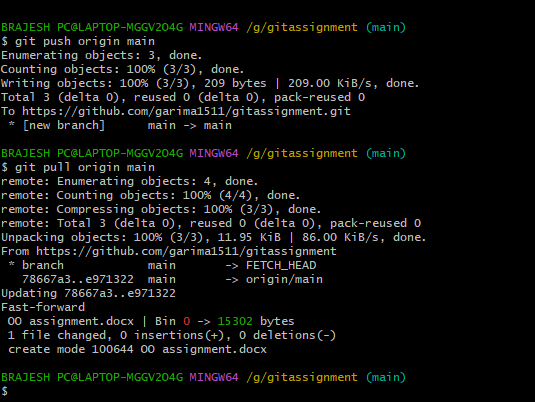 BRAJESH PC@LAPTOP-MGGV2O4G MINGW64 /g/gitassignment (main)
$ git push origin main
Enumerating objects: 3, done.
Counting objects: 100% (3/3), done.
Writing objects: 100% (3/3), 209 bytes | 209.00 KiB/s, done.
Total 3 (delta 0), reused 0 (delta 0), pack-reused 0
To https://github.com/garima1511/gitassignment.git
 * [new branch]      main -> main

BRAJESH PC@LAPTOP-MGGV2O4G MINGW64 /g/gitassignment (main)
$ git pull origin main
remote: Enumerating objects: 4, done.
remote: Counting objects: 100% (4/4), done.
remote: Compressing objects: 100% (3/3), done.
remote: Total 3 (delta 0), reused 0 (delta 0), pack-reused 0
Unpacking objects: 100% (3/3), 11.95 KiB | 86.00 KiB/s, done.
From https://github.com/garima1511/gitassignment
 * branch            main       -> FETCH_HEAD
   78667a3..e971322  main       -> origin/main
Updating 78667a3..e971322
Fast-forward
 OO assignment.docx | Bin 0 -> 15302 bytes
 1 file changed, 0 insertions(+), 0 deletions(-)
 create mode 100644 OO assignment.docx

BRAJESH PC@LAPTOP-MGGV2O4G MINGW64 /g/gitassignment (main)
$